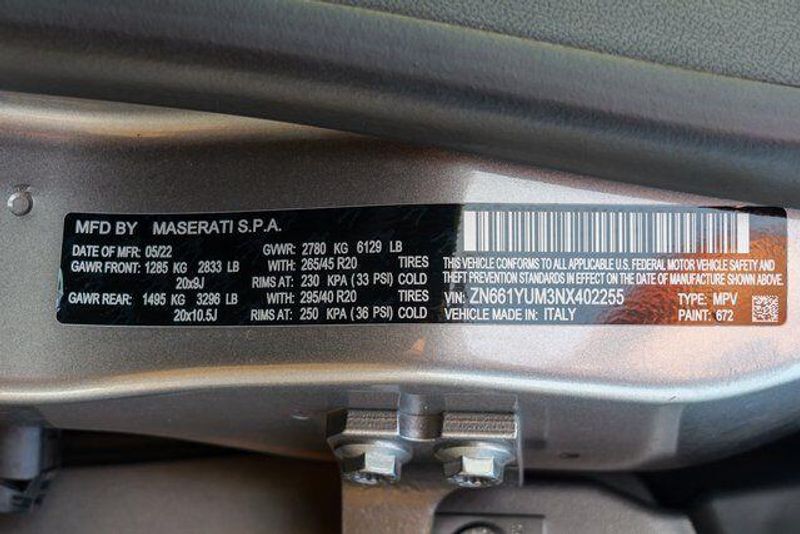 MFD BY MASERATI S.P.A.
DATE OF MFR: 05/22 GVWR: 2780 KG 6129 LB
GAWR FRONT: 1285 KG 2833 LB WITH: 265/45 R20 TIRES
20x9J RIMS AT: 230 KPA (33 PSI) COLD
GAWR REAR: 1495 KG 3296 LB WITH: 295/40 R20 TIRES
20x10.5J RIMS AT: 250 KPA (36 PSI) COLD
THIS VEHICLE CONFORMS TO ALL APPLICABLE U.S. FEDERAL MOTOR VEHICLE SAFETY AND
THEFT PREVENTION STANDARDS IN EFFECT ON THE DATE OF MANUFACTURE SHOWN ABOVE.
VIN: ZN661YUM3NX402255 TYPE: MPV
VEHICLE MADE IN: ITALY PAINT: 672